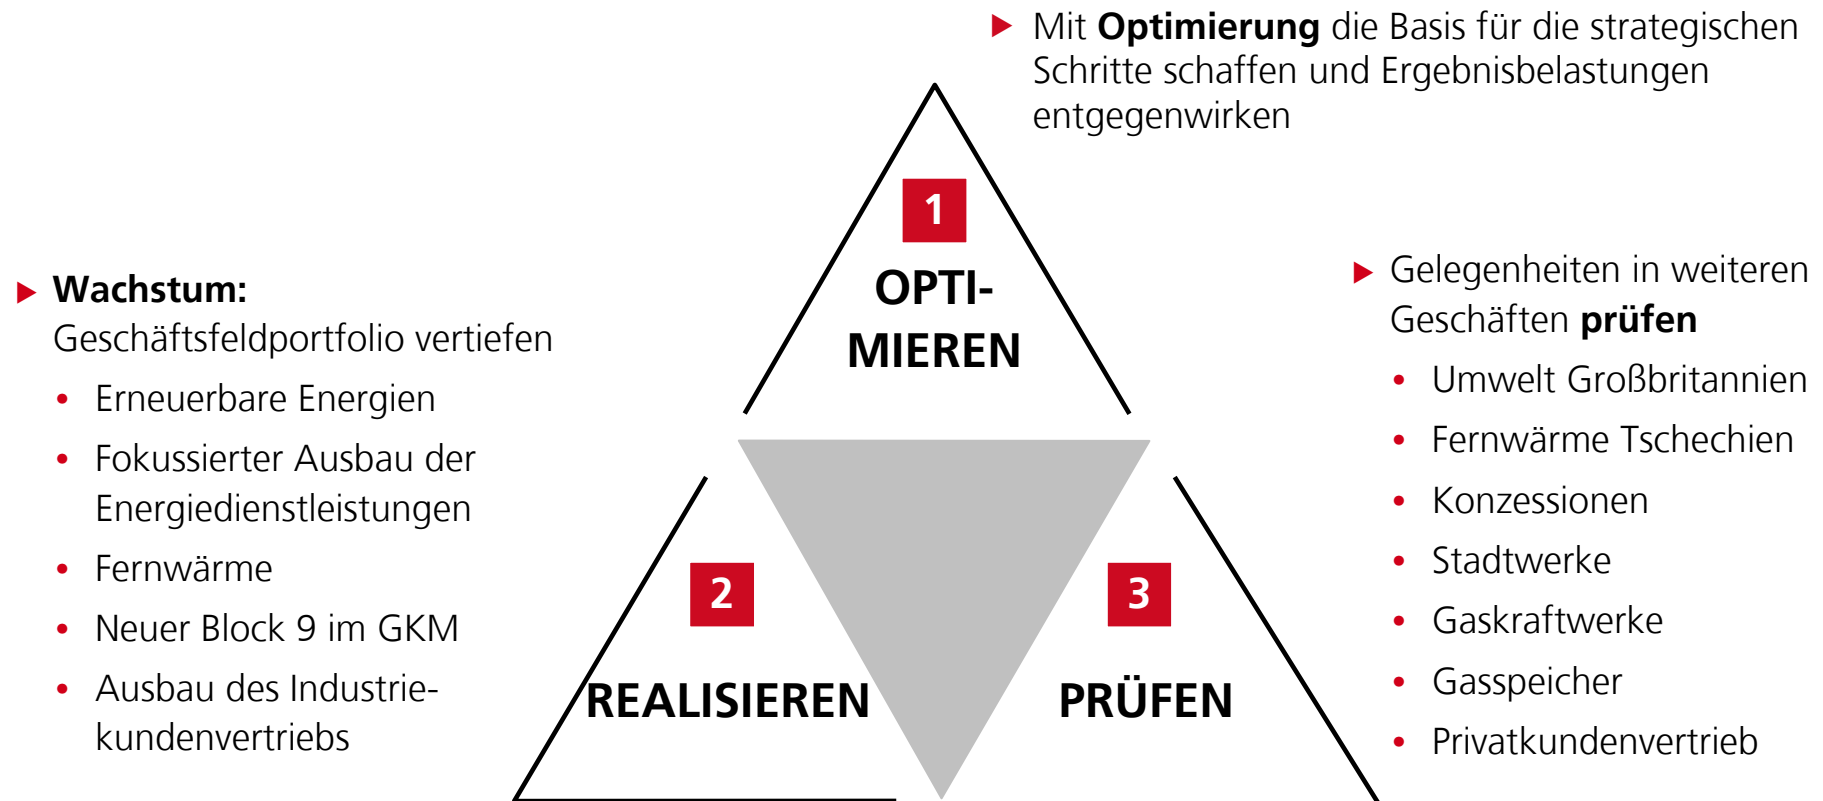 Mit Optimierung die Basis für die strategischen
Schritte schaffen und Ergebnisbelastungen
entgegenwirken
1
OPTI-
MIEREN
Wachstum:
Geschäftsfeldportfolio vertiefen
• Erneuerbare Energien
• Fokussierter Ausbau der
Energiedienstleistungen
• Fernwärme
• Neuer Block 9 im GKM
• Ausbau des Industrie-
kundenvertriebs
2
REALISIEREN
3
PRÜFEN
Gelegenheiten in weiteren
Geschäften prüfen
• Umwelt Großbritannien
• Fernwärme Tschechien
• Konzessionen
• Stadtwerke
• Gaskraftwerke
• Gasspeicher
• Privatkundenvertrieb